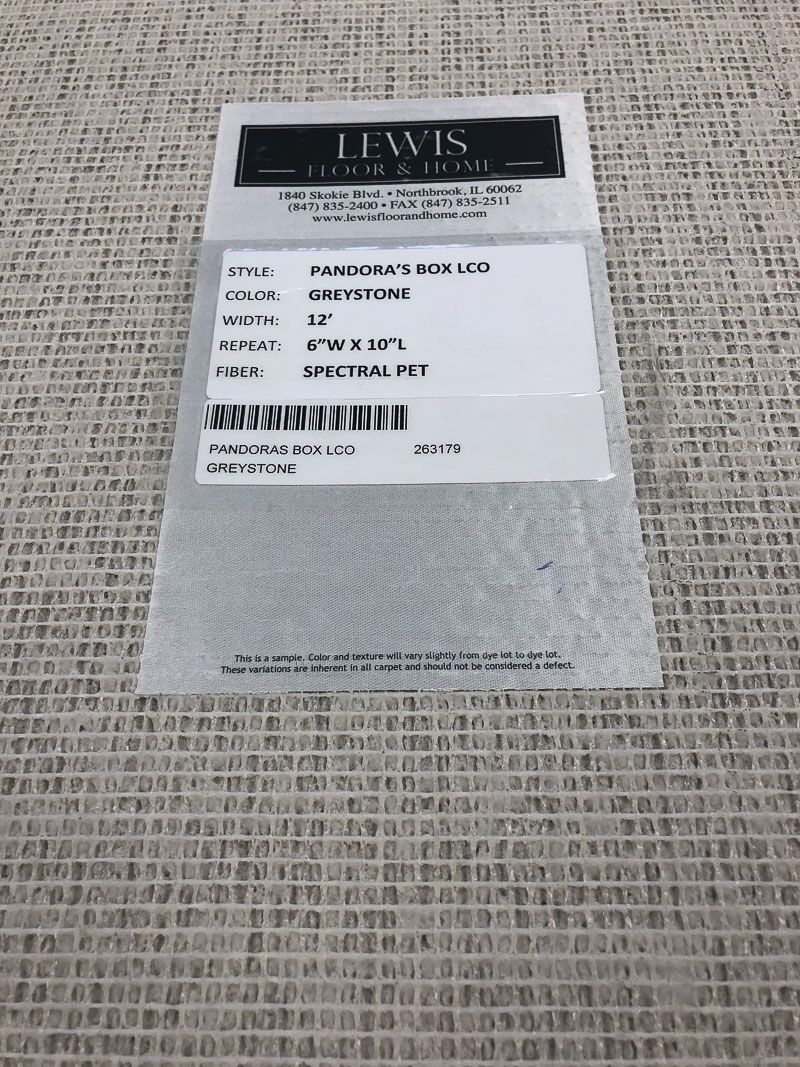 LEWIS
FLOOR & HOME
1840 Skokie Blvd. • Northbrook, IL 60062
(847) 835-2400 • FAX (847) 835-2511
www.lewisfloorandhome.com
STYLE: PANDORA'S BOX LCO
COLOR: GREYSTONE
WIDTH: 12'
REPEAT: 6"W X 10"L
FIBER: SPECTRAL PET
PANDORAS BOX LCO 263179
GREYSTONE
This is a sample. Color and texture will vary slightly from dye lot to dye lot.
These variations are inherent in all carpet and should not be considered a defect.